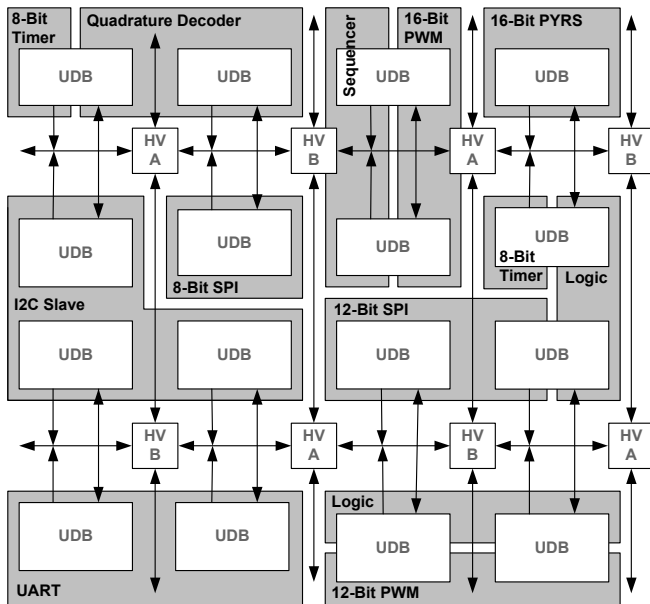 8-Bit
Timer
Quadrature Decoder
Sequencer
16-Bit
PWM
16-Bit PYRS
UDB
UDB
UDB
UDB
HV
A
HV
B
HV
A
HV
B
UDB
UDB
UDB
UDB
8-Bit
Timer
Logic
8-Bit SPI
I2C Slave
12-Bit SPI
UDB
UDB
UDB
UDB
HV
B
HV
A
HV
B
HV
A
Logic
UDB
UDB
UDB
UDB
UART
12-Bit PWM